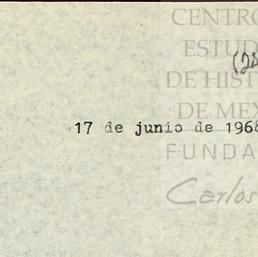 CENTRO
ESTUD
DE HIST
DE MEX
17 de junio de 1968
FUNDA
Carlos